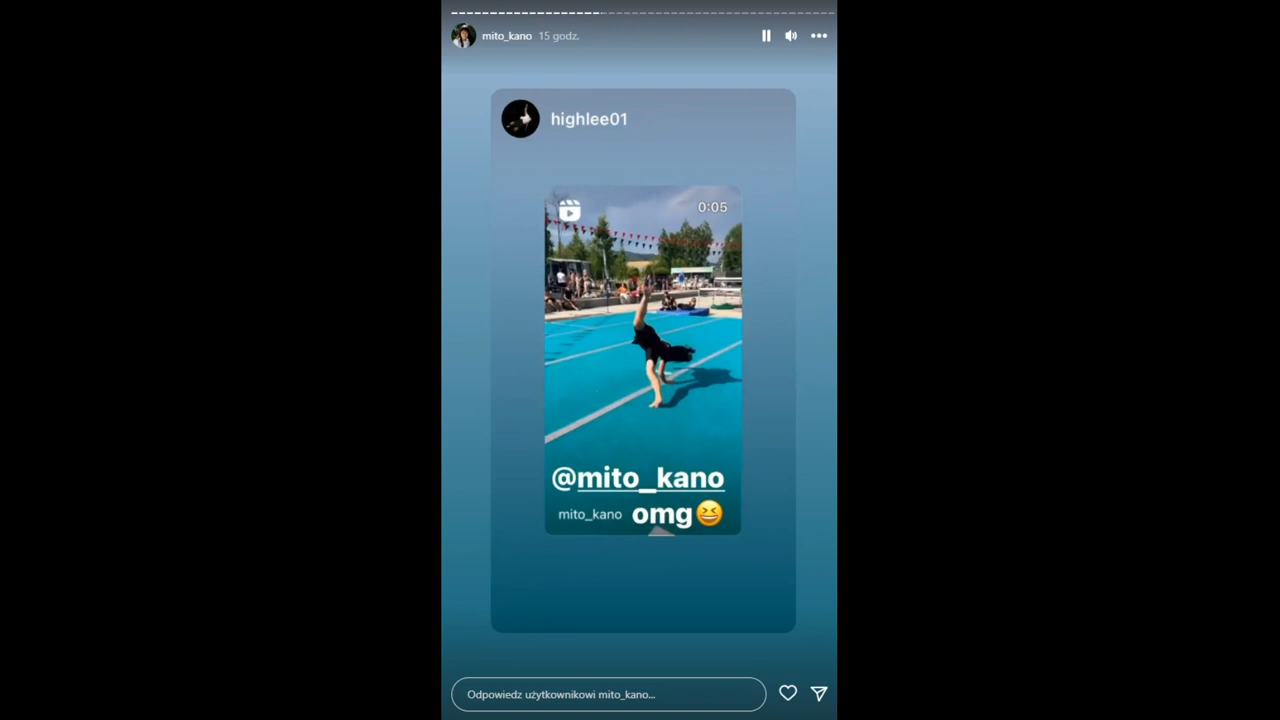 mito_kano 15 godz.
highlee01
0:05
@mito_kano
mito_kano omg😆
Odpowiedz użytkownikowi mito_kano...